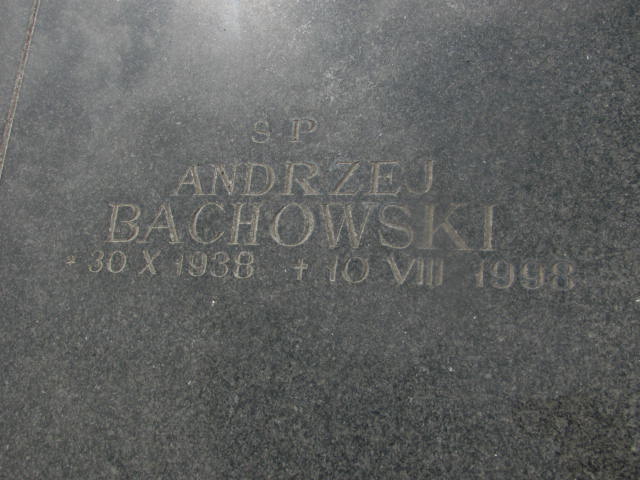 S P
ANDRZEJ
BACHOWSKI
* 30 X 1938 + 10 VIII 1998